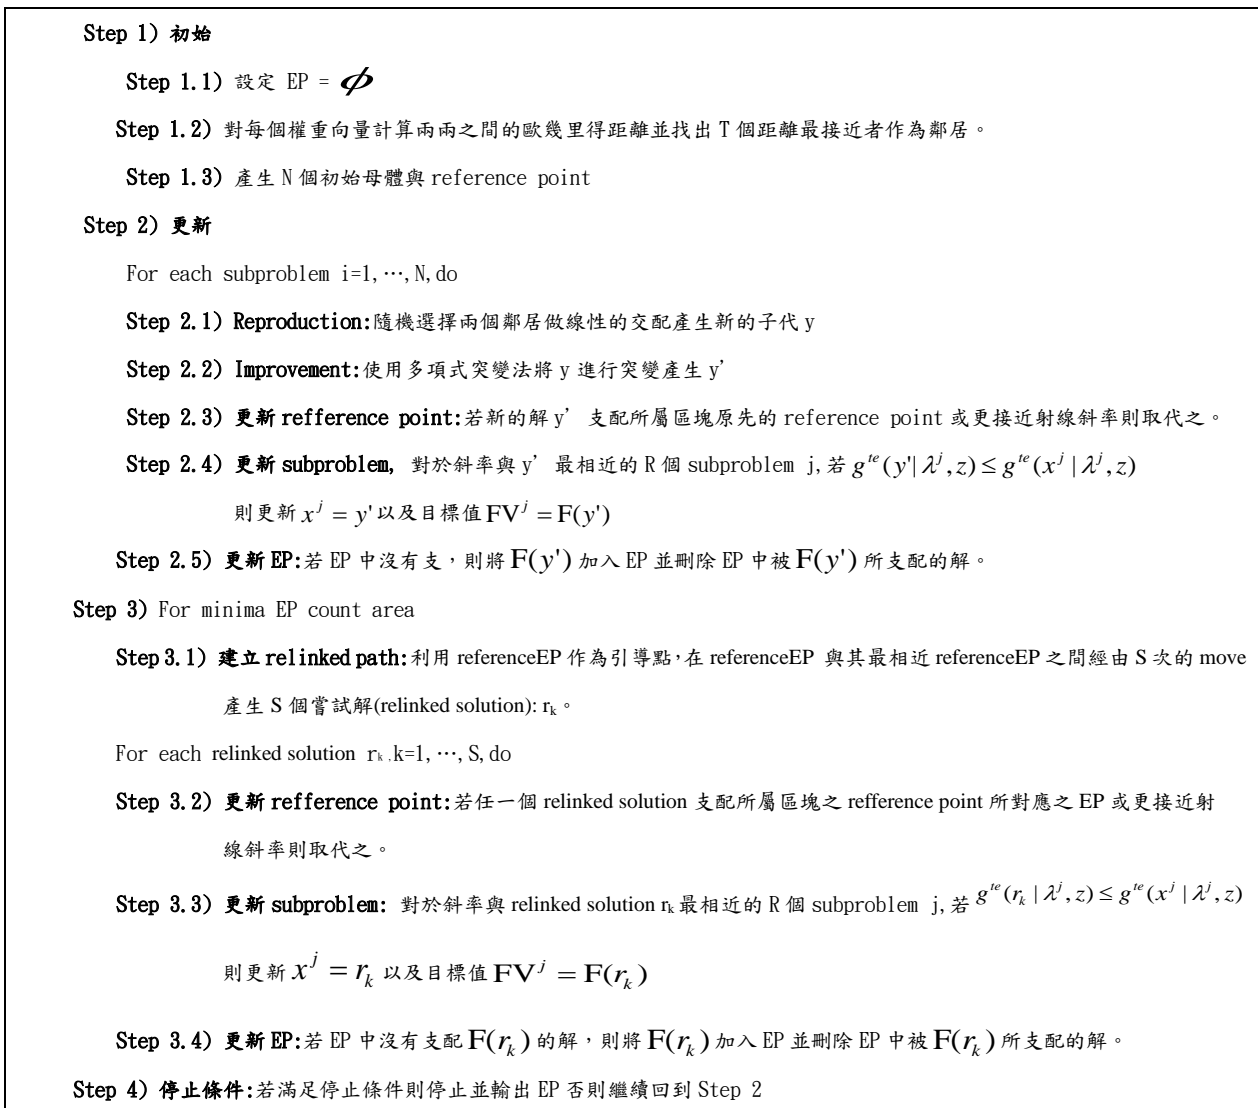 Step 1) 初始
Step 1.1) 設定 EP = ϕ
Step 1.2) 對每個權重向量計算兩兩之間的歐幾里得距離並找出 T 個距離最接近者作為鄰居。
Step 1.3) 產生 N 個初始母體與 reference point
Step 2) 更新
For each subproblem i=1,…,N,do
Step 2.1) Reproduction:隨機選擇兩個鄰居做線性的交配產生新的子代 y
Step 2.2) Improvement:使用多項式突變法將 y 進行突變產生 y’
Step 2.3) 更新 refference point:若新的解 y’ 支配所屬區塊原先的 reference point 或更接近射線斜率則取代之。
Step 2.4) 更新 subproblem, 對於斜率與 y’ 最相近的 R 個 subproblem j,若 $g^{te}(y'|\lambda^j,z) \le g^{te}(x^j|\lambda^j,z)$
則更新 $x^j = y'$ 以及目標值 $FV^j = F(y')$
Step 2.5) 更新 EP:若 EP 中沒有支,則將 F(y') 加入 EP 並刪除 EP 中被 F(y') 所支配的解。
Step 3) For minima EP count area
Step 3.1) 建立 relinked path:利用 referenceEP 作為引導點,在 referenceEP 與其最相近 referenceEP 之間經由 S 次的 move
產生 S 個嘗試解(relinked solution): $r_k$。
For each relinked solution $r_k$,k=1,…,S,do
Step 3.2) 更新 refference point:若任一個 relinked solution 支配所屬區塊之 refference point 所對應之 EP 或更接近射
線斜率則取代之。
Step 3.3) 更新 subproblem: 對於斜率與 relinked solution $r_k$ 最相近的 R 個 subproblem j,若 $g^{te}(r_k|\lambda^j,z) \le g^{te}(x^j|\lambda^j,z)$
則更新 $x^j = r_k$ 以及目標值 $FV^j = F(r_k)$
Step 3.4) 更新 EP:若 EP 中沒有支配 $F(r_k)$ 的解,則將 $F(r_k)$ 加入 EP 並刪除 EP 中被 $F(r_k)$ 所支配的解。
Step 4) 停止條件:若滿足停止條件則停止並輸出 EP 否則繼續回到 Step 2